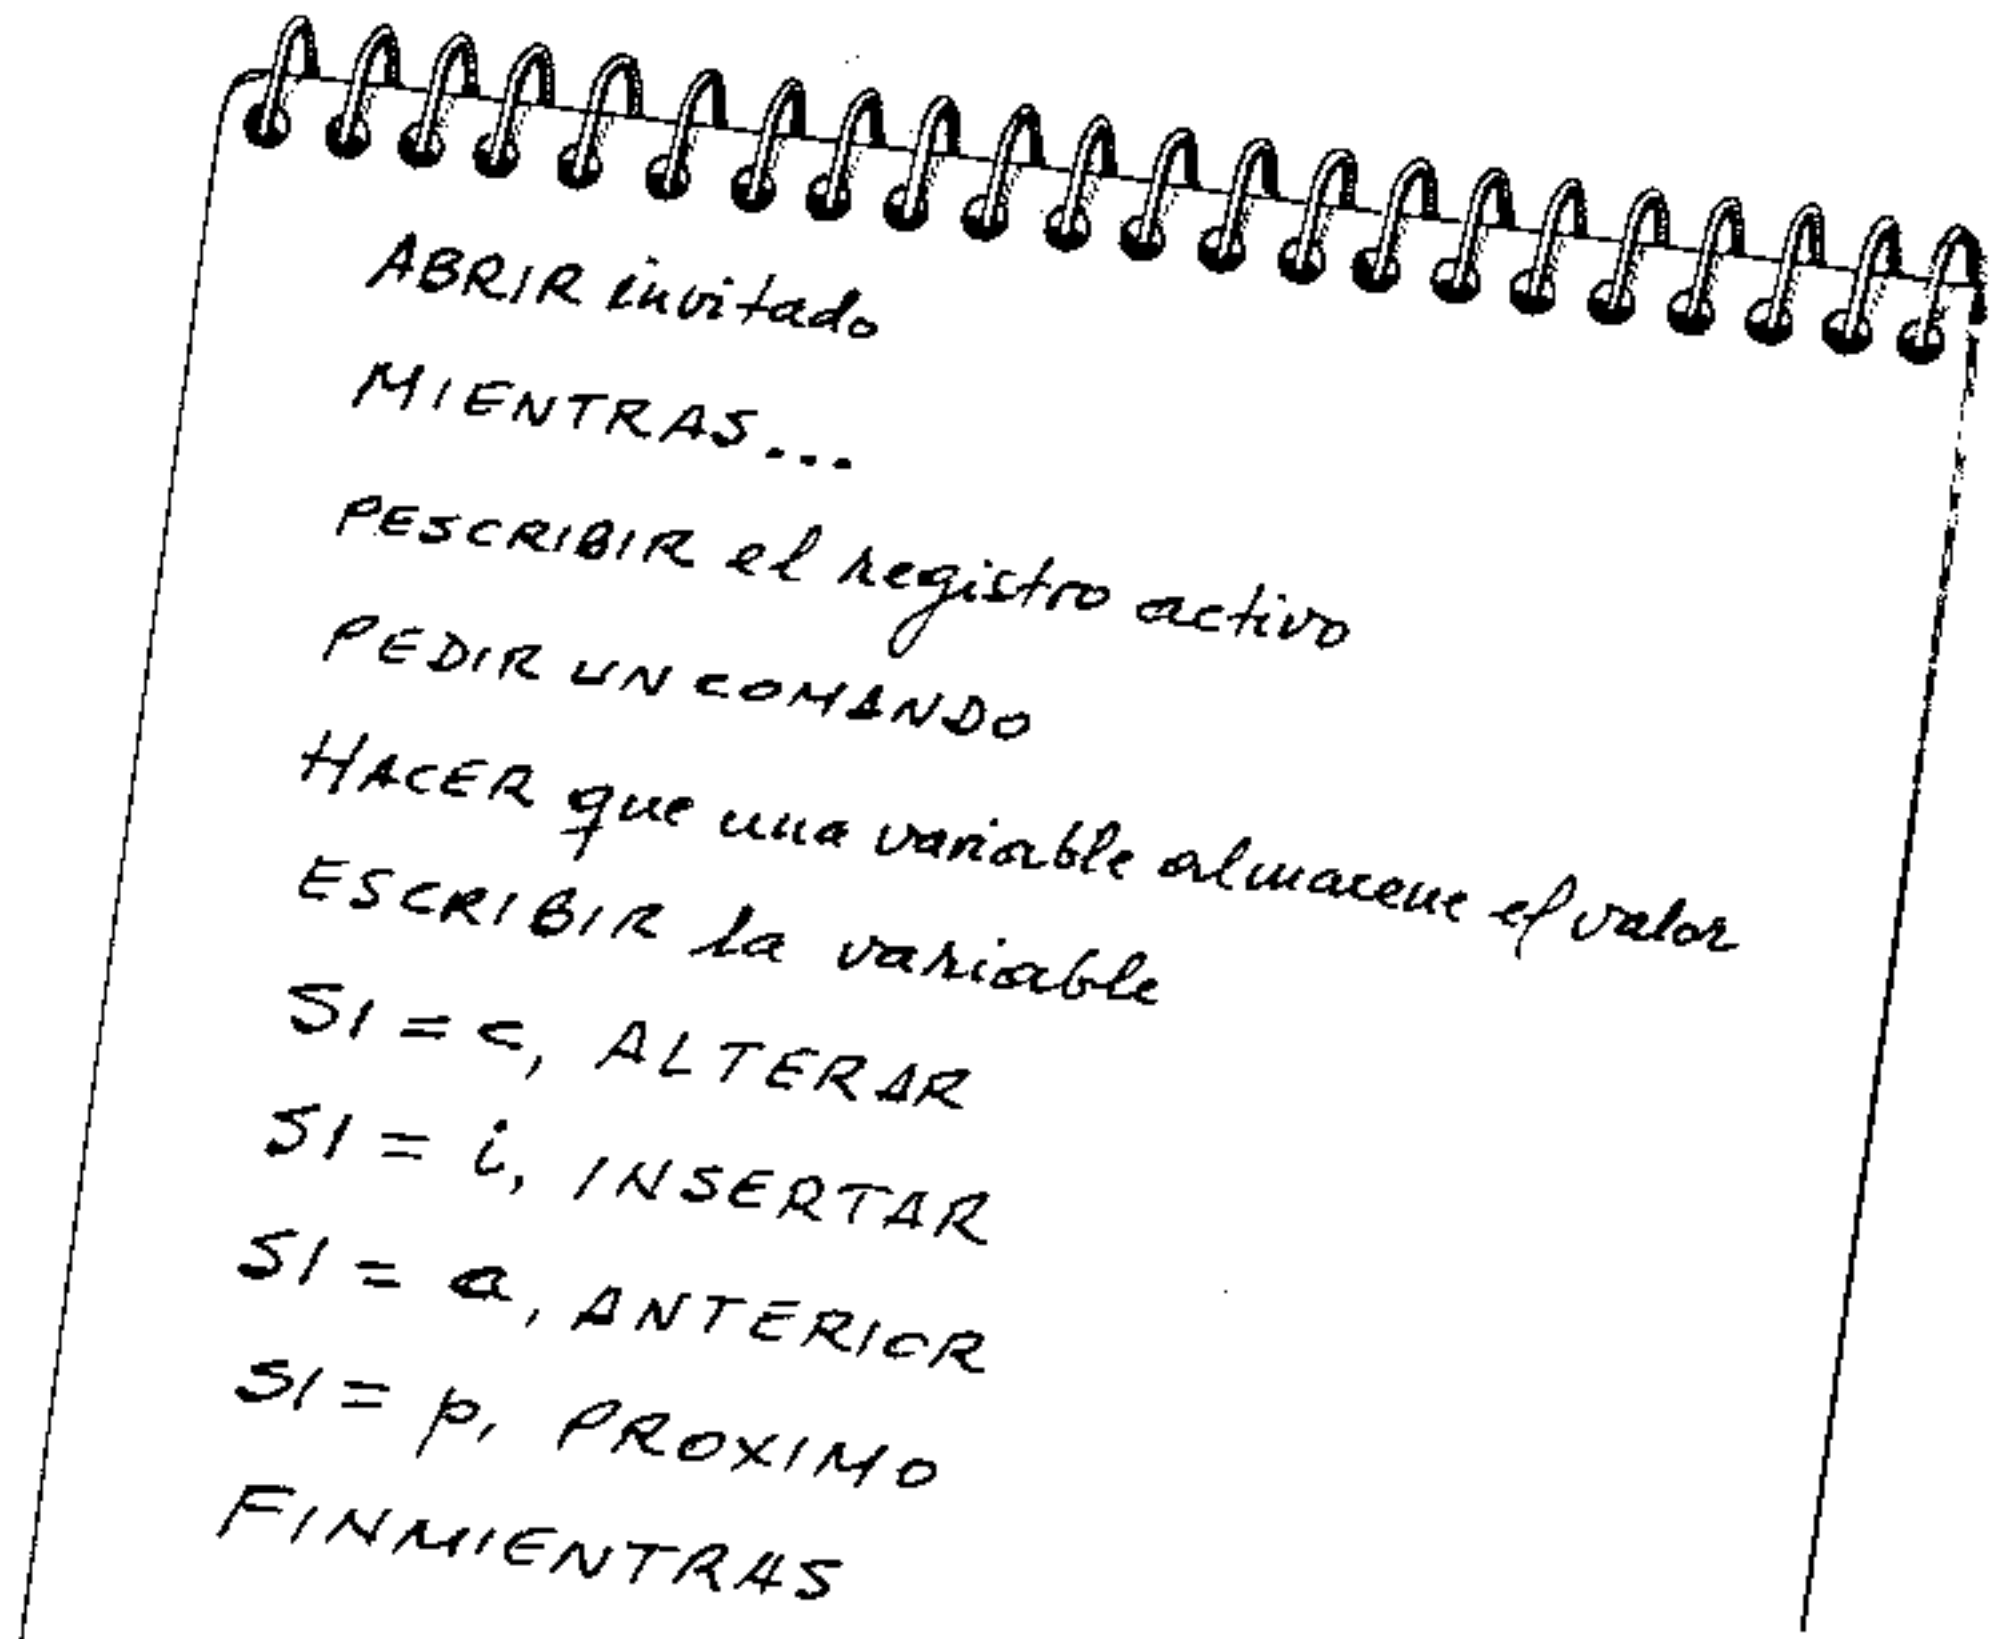 ABRIR invitado
MIENTRAS...
PESCRIBIR el registro activo
PEDIR UN COMANDO
HACER que una variable almacene el valor
ESCRIBIR la variable
SI = c, ALTERAR
SI = i, INSERTAR
SI = a, ANTERIOR
SI = p, PROXIMO
FINMIENTRAS